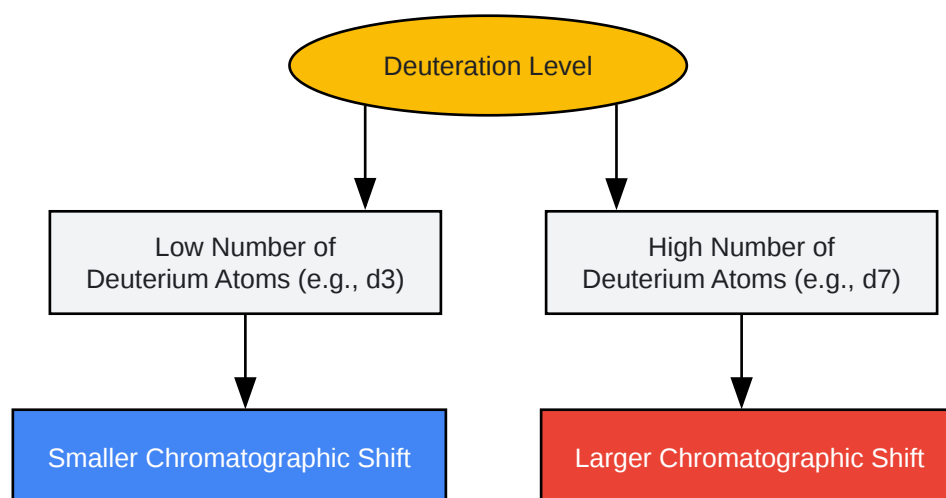 Deuteration Level
Low Number of
Deuterium Atoms (e.g., d3)
High Number of
Deuterium Atoms (e.g., d7)
Smaller Chromatographic Shift
Larger Chromatographic Shift